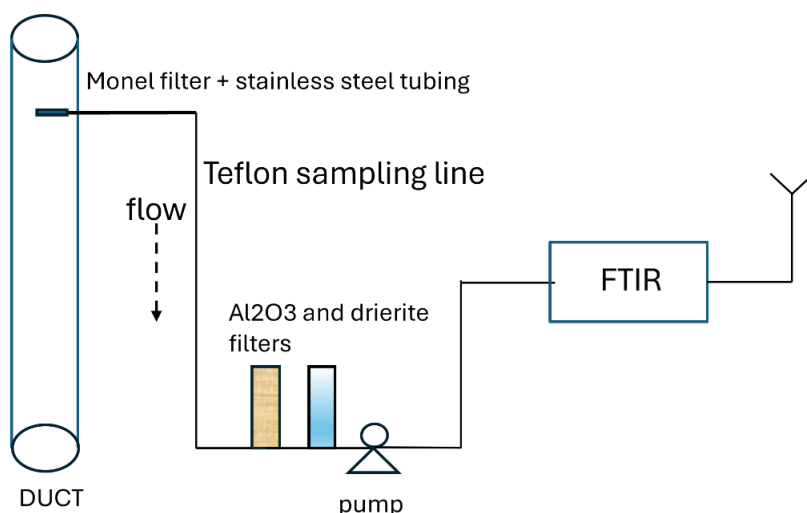 Monel filter + stainless steel tubing
Teflon sampling line
flow
FTIR
Al2O3 and drierite
filters
DUCT
pump